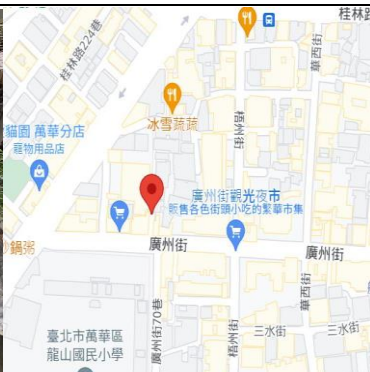 桂林路
桂林路224巷
華西街
梧州街
冰雪蔬蔬
貓園 萬華分店
寵物用品店
廣州街觀光夜市
販售各色街頭小吃的繁華市集
砂鍋粥
廣州街
廣州街
華西街
臺北市萬華區
龍山國民小學
廣州街70巷
梧州街
三水街
三水街